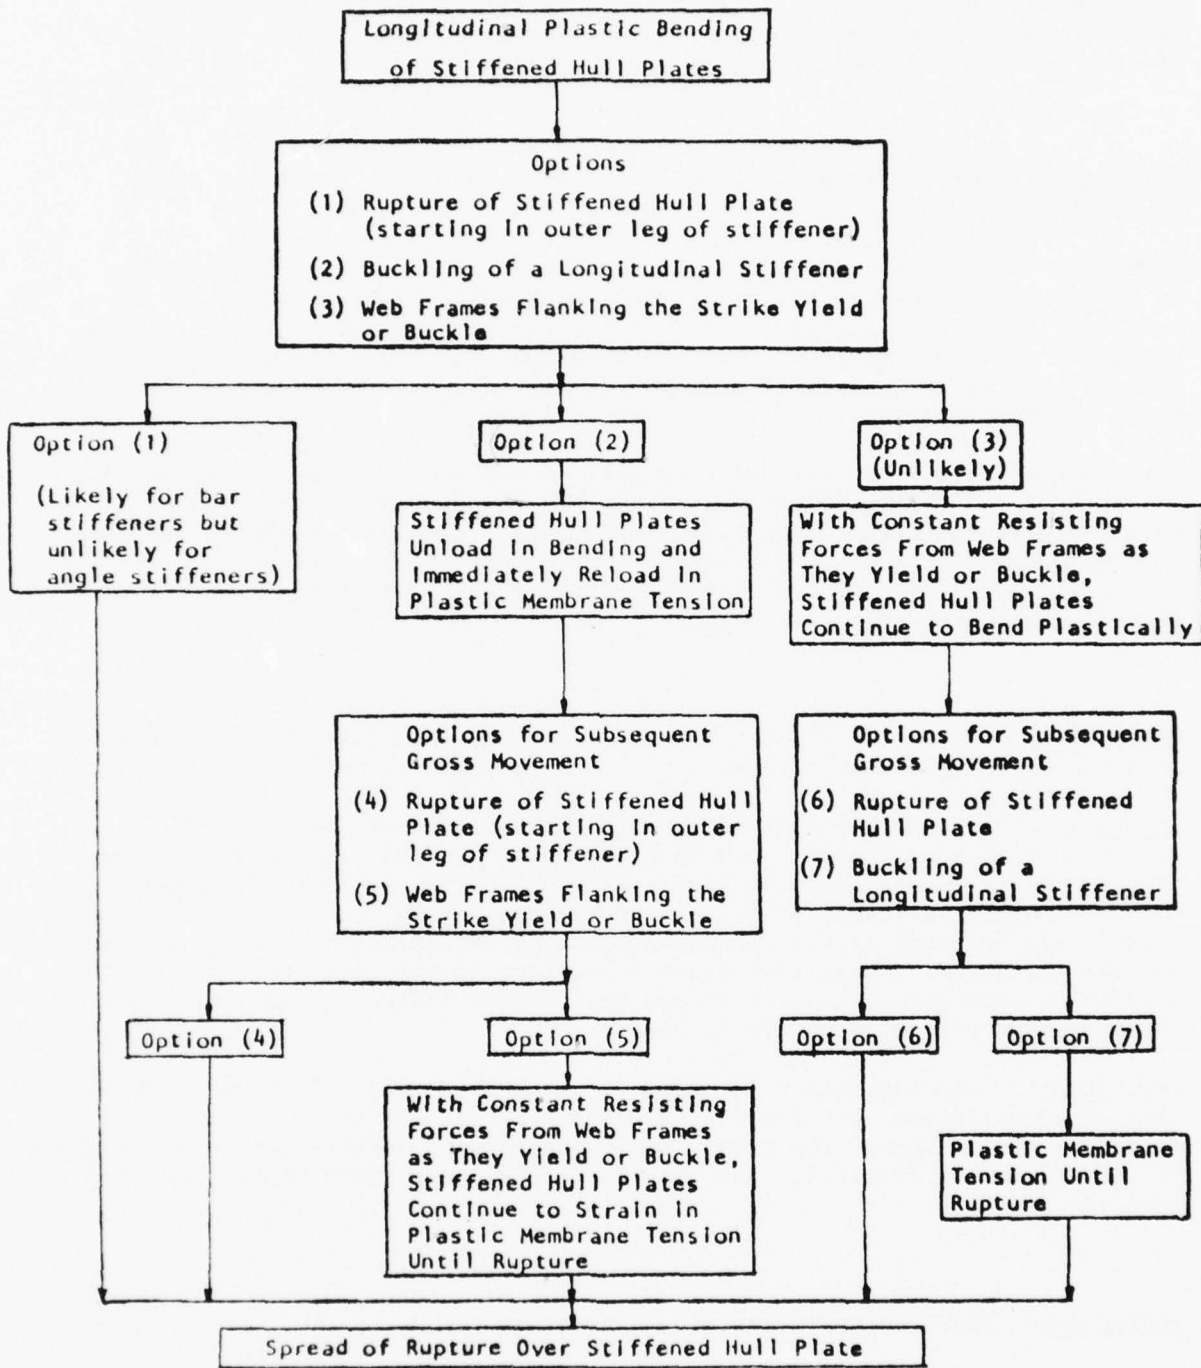 Longitudinal Plastic Bending
of Stiffened Hull Plates
Options
(1) Rupture of Stiffened Hull Plate
(starting in outer leg of stiffener)
(2) Buckling of a Longitudinal Stiffener
(3) Web Frames Flanking the Strike Yield
or Buckle
Option (1)
(Likely for bar
stiffeners but
unlikely for
angle stiffeners)
Option (2)
Stiffened Hull Plates
Unload in Bending and
Immediately Reload in
Plastic Membrane Tension
Option (3)
(Unlikely)
With Constant Resisting
Forces From Web Frames as
They Yield or Buckle,
Stiffened Hull Plates
Continue to Bend Plastically
Options for Subsequent
Gross Movement
(4) Rupture of Stiffened Hull
Plate (starting in outer
leg of stiffener)
(5) Web Frames Flanking the
Strike Yield or Buckle
Options for Subsequent
Gross Movement
(6) Rupture of Stiffened
Hull Plate
(7) Buckling of a
Longitudinal Stiffener
Option (4)
Option (5)
Option (6)
Option (7)
With Constant Resisting
Forces From Web Frames
as They Yield or Buckle,
Stiffened Hull Plates
Continue to Strain in
Plastic Membrane Tension
Until Rupture
Plastic Membrane
Tension Until
Rupture
Spread of Rupture Over Stiffened Hull Plate